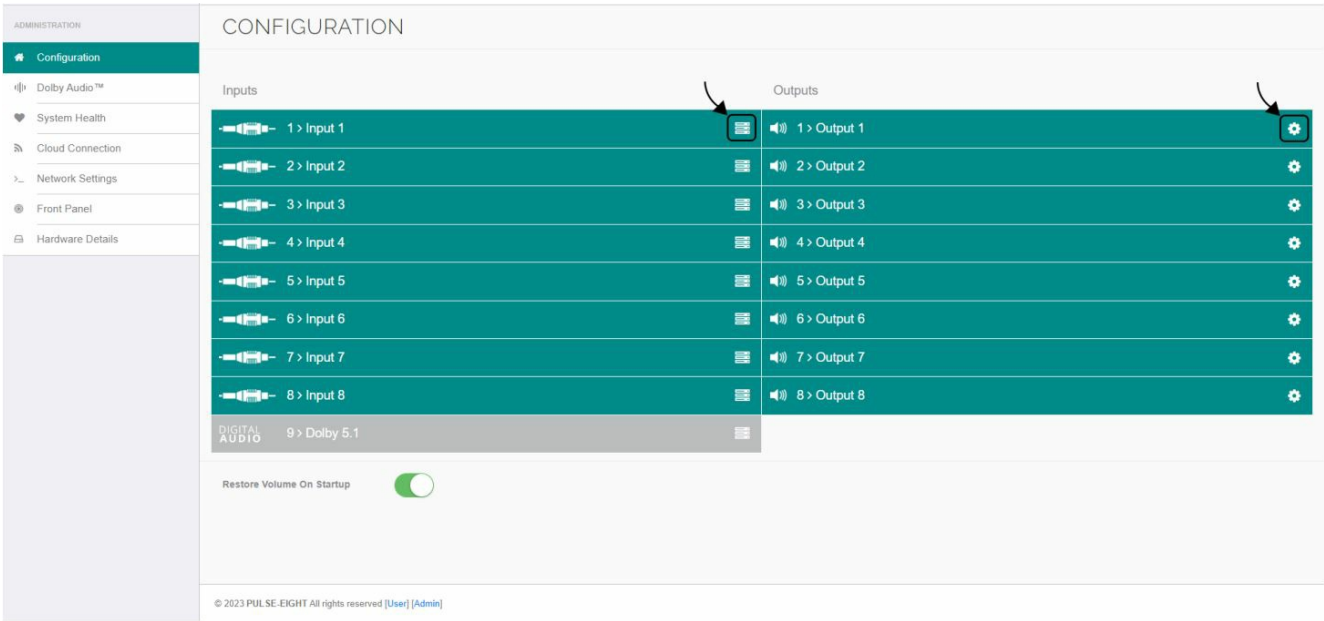 ADMINISTRATION
Configuration
Dolby Audio™
System Health
Cloud Connection
Network Settings
Front Panel
Hardware Details
CONFIGURATION
Inputs
1 > Input 1
2 > Input 2
3 > Input 3
4 > Input 4
5 > Input 5
6 > Input 6
7 > Input 7
8 > Input 8
DIGITAL
AUDIO
9 > Dolby 5.1
Outputs
1 > Output 1
2 > Output 2
3 > Output 3
4 > Output 4
5 > Output 5
6 > Output 6
7 > Output 7
8 > Output 8
Restore Volume On Startup
© 2023 PULSE-EIGHT All rights reserved [User] [Admin]